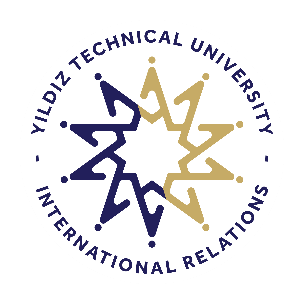 YILDIZ TECHNICAL UNIVERSITY
- INTERNATIONAL RELATIONS -